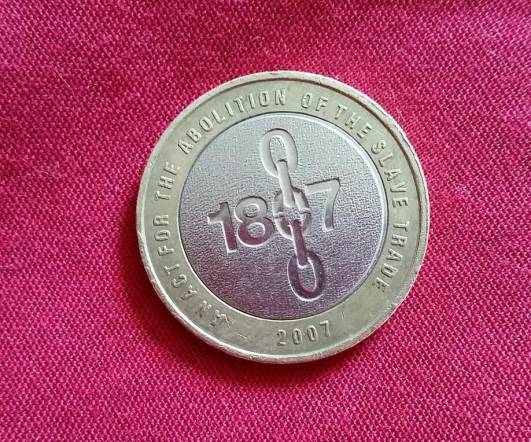 AN ACT FOR THE ABOLITION OF THE SLAVE TRADE
1807
2007